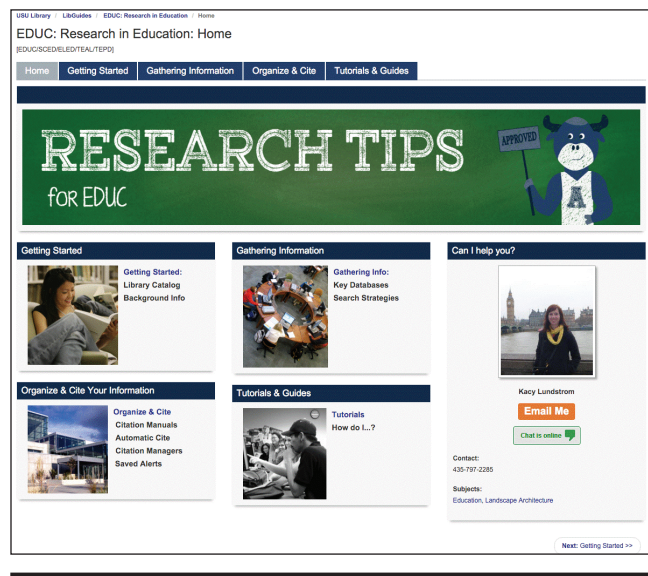 USU Library / LibGuides / EDUC: Research in Education / Home
EDUC: Research in Education: Home
[EDUC/SCED/ELED/TEAL/TEPD]
Home Getting Started Gathering Information Organize & Cite Tutorials & Guides
RESEARCH TIPS
for EDUC
APPROVED
A
Getting Started
Getting Started:
Library Catalog
Background Info
Gathering Information
Gathering Info:
Key Databases
Search Strategies
Can I help you?
Kacy Lundstrom
Email Me
Chat is online
Contact:
435-797-2285
Subjects:
Education, Landscape Architecture
Organize & Cite Your Information
Organize & Cite
Citation Manuals
Automatic Cite
Citation Managers
Saved Alerts
Tutorials & Guides
Tutorials
How do I...?
Next: Getting Started >>